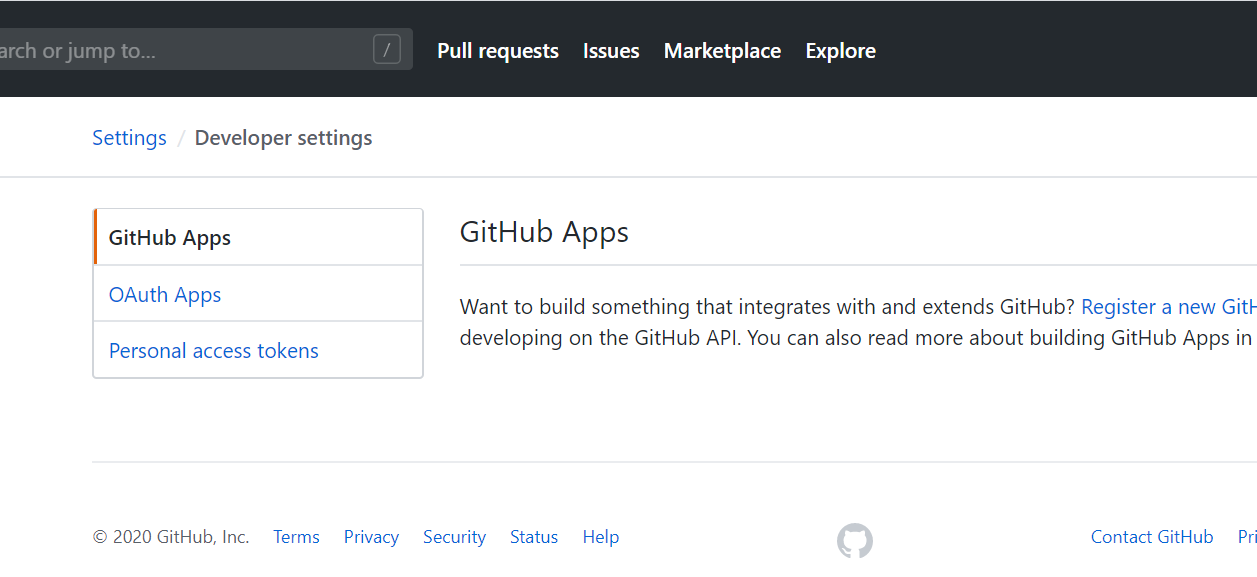 arch or jump to... /
Pull requests Issues Marketplace Explore
Settings / Developer settings
GitHub Apps
OAuth Apps
Personal access tokens
GitHub Apps
Want to build something that integrates with and extends GitHub? Register a new GitH
developing on the GitHub API. You can also read more about building GitHub Apps in
© 2020 GitHub, Inc. Terms Privacy Security Status Help
Contact GitHub Pri